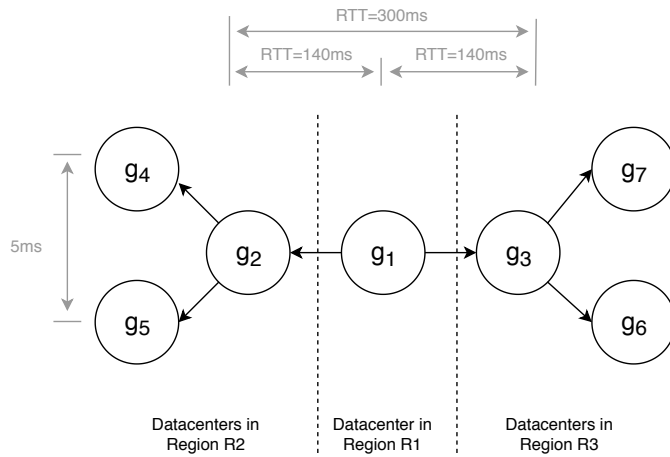 RTT=300ms
RTT=140ms RTT=140ms
g4 g7
5ms
g2 g1 g3
g5 g6
Datacenters in Region R2
Datacenter in Region R1
Datacenters in Region R3